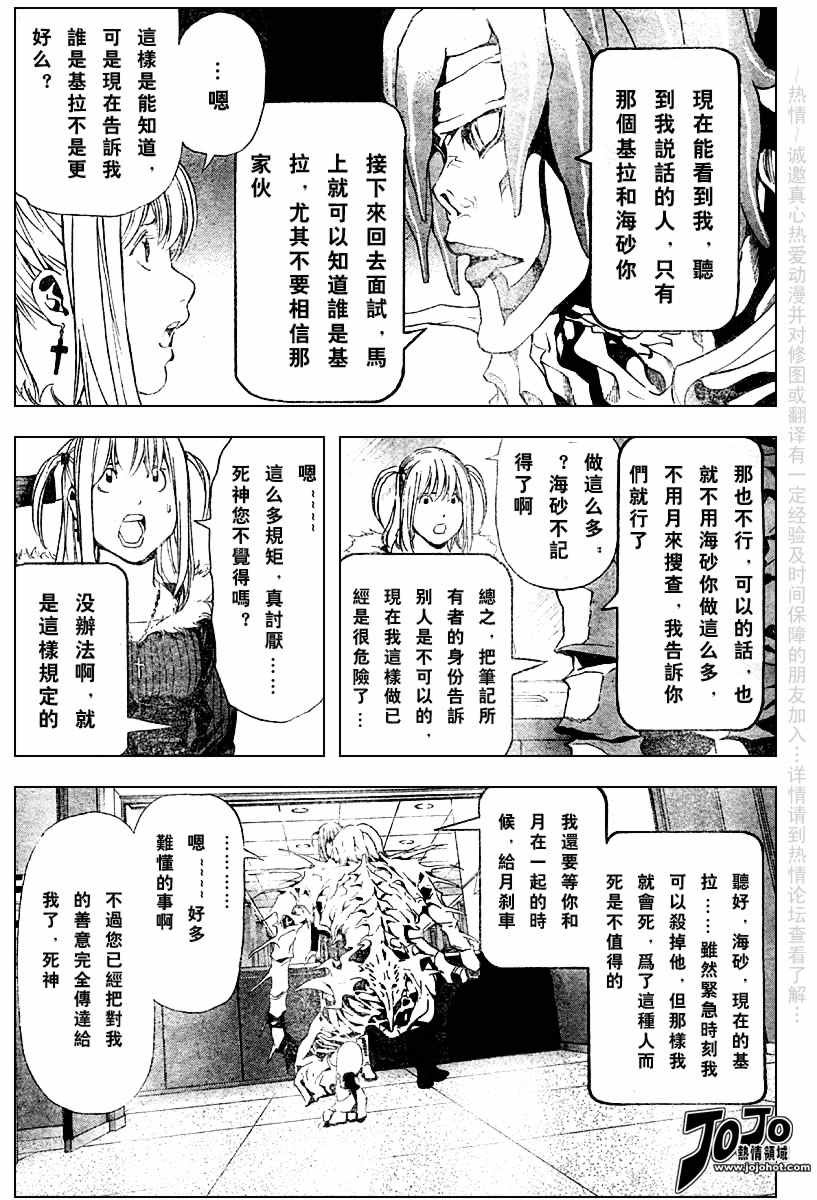 現在能看到我，聽
到我説話的人，只有
那個基拉和海砂你
接下來回去面試，馬
上就可以知道誰是基
拉，尤其不要相信那
家伙
…嗯
這樣是能知道，
可是現在告訴我
誰是基拉不是更
好么？
那也不行，可以的話，也
就不用海砂你做這么多，
不用月來搜查，我告訴你
們就行了
做這么多…
？海砂不記
得了啊
總之，把筆記所
有者的身份告訴
别人是不可以的，
現在我這樣做已
經是很危險了…
嗯~~~~
這么多規矩，真討厭……
死神您不覺得嗎？
没辦法啊，就
是這樣規定的
聽好，海砂，現在的基
拉……雖然緊急時刻我
可以殺掉他，但那樣我
就會死，爲了這種人而
死是不值得的
我還要等你和
月在一起的時
候，給月刹車
…………
嗯~~~~好多
難懂的事啊
不過您已經把對我
的善意完全傳達給
我了，死神
~热情~诚邀真心热爱动漫并对修图或翻译有一定经验及时间保障的朋友加入…详情请到热情论坛查看了解…
JOJO
熱情領域
www.jojohot.com